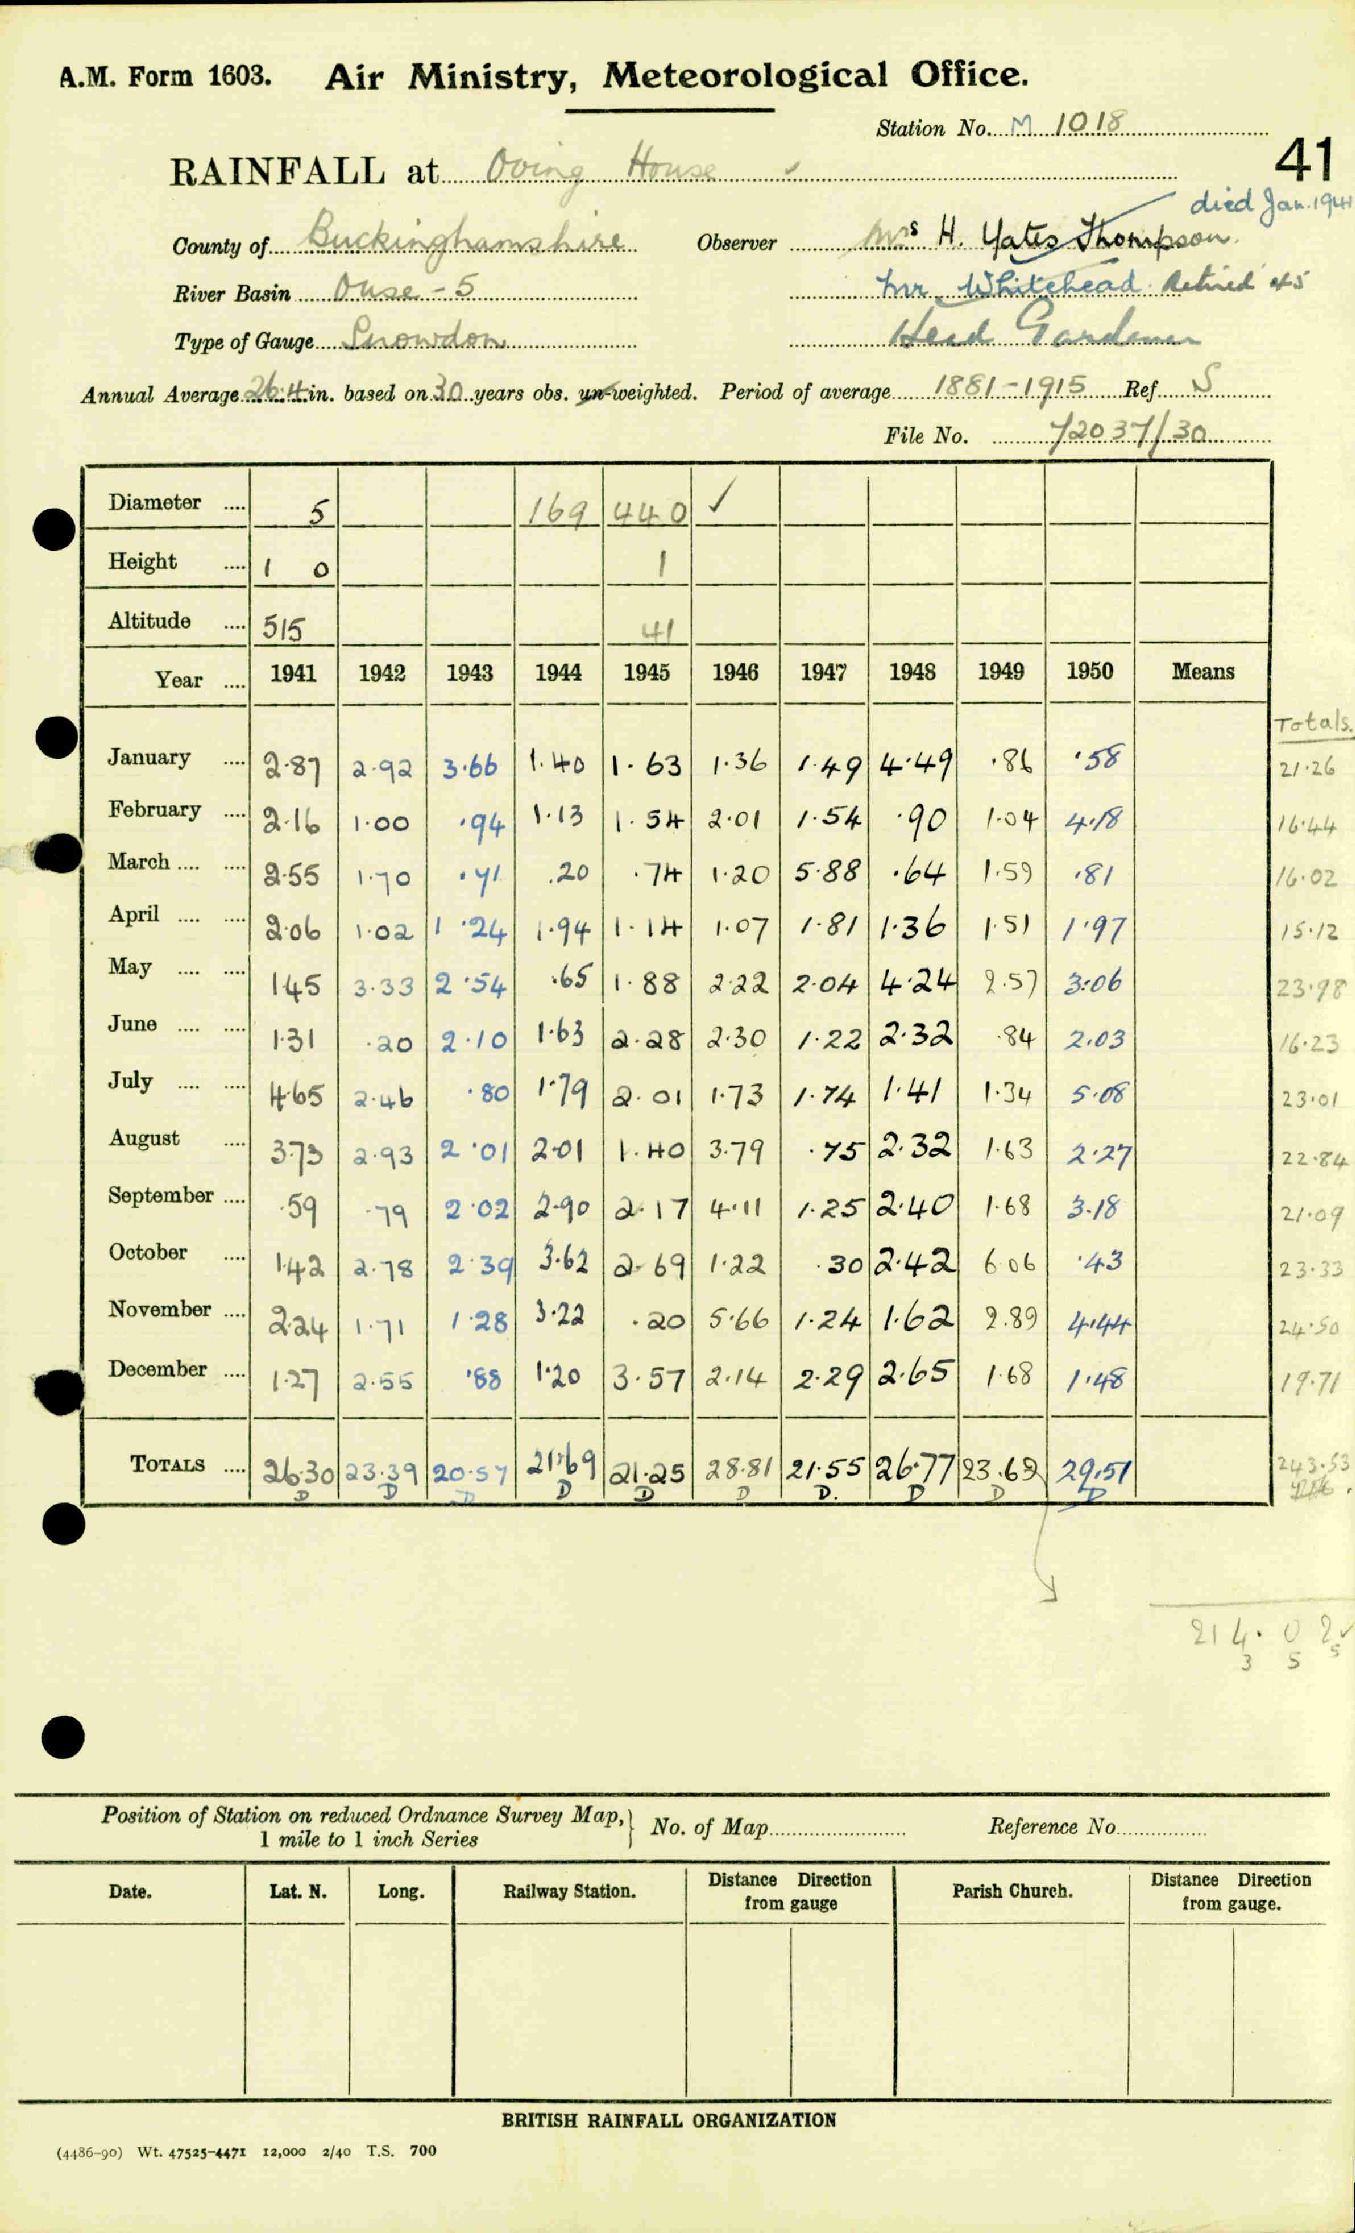 A.M. Form 1603. Air Ministry, Meteorological Office.
Station No. M 1018
41
RAINFALL at Oving House
died Jan. 1941
County of Buckinghamshire Observer Mrs H. Yates Thompson
River Basin Ouse - 5 Mr Whitehead Retired '45
Type of Gauge Snowdon Head Gardener
Annual Average 26.4 in. based on 30 years obs. un-weighted. Period of average 1881-1915 Ref. S
File No. 72037/30
Diameter .... 5 169 440 ✓
Height .... 1 0 1
Altitude .... 515 41
Year .... 1941 1942 1943 1944 1945 1946 1947 1948 1949 1950 Means
Totals.
January .... 2.87 2.92 3.66 1.40 1.63 1.36 1.49 4.49 .86 .58 21.26
February .... 2.16 1.00 .94 1.13 1.54 2.01 1.54 .90 1.04 4.18 16.44
March .... .... 2.55 1.70 .71 .20 .74 1.20 5.88 .64 1.59 .81 16.02
April .... .... 2.06 1.02 1.24 1.94 1.14 1.07 1.81 1.36 1.51 1.97 15.12
May .... .... 1.45 3.33 2.54 .65 1.88 2.22 2.04 4.24 2.57 3.06 23.98
June .... .... 1.31 .20 2.10 1.63 2.28 2.30 1.22 2.32 .84 2.03 16.23
July .... .... 4.65 2.46 .80 1.79 2.01 1.73 1.74 1.41 1.34 5.08 23.01
August .... 3.73 2.93 2.01 2.01 1.40 3.79 .75 2.32 1.63 2.27 22.84
September .... .59 .79 2.02 2.90 2.17 4.11 1.25 2.40 1.68 3.18 21.09
October .... 1.42 2.78 2.39 3.62 2.69 1.22 .30 2.42 6.06 .43 23.33
November .... 2.24 1.71 1.28 3.22 .20 5.66 1.24 1.62 2.89 4.44 24.50
December .... 1.27 2.55 .88 1.20 3.57 2.14 2.29 2.65 1.68 1.48 19.71
TOTALS .... 26.30 23.39 20.57 21.69 21.25 28.81 21.55 26.77 23.69 29.51 243.53
D D D D D D D. D D D
214.02 ✓
3 5 5
Position of Station on reduced Ordnance Survey Map, } No. of Map Reference No.
1 mile to 1 inch Series
Date. Lat. N. Long. Railway Station. Distance Direction from gauge Parish Church. Distance Direction from gauge.
BRITISH RAINFALL ORGANIZATION
(4486-90) Wt. 47525-4471 12,000 2/40 T.S. 700